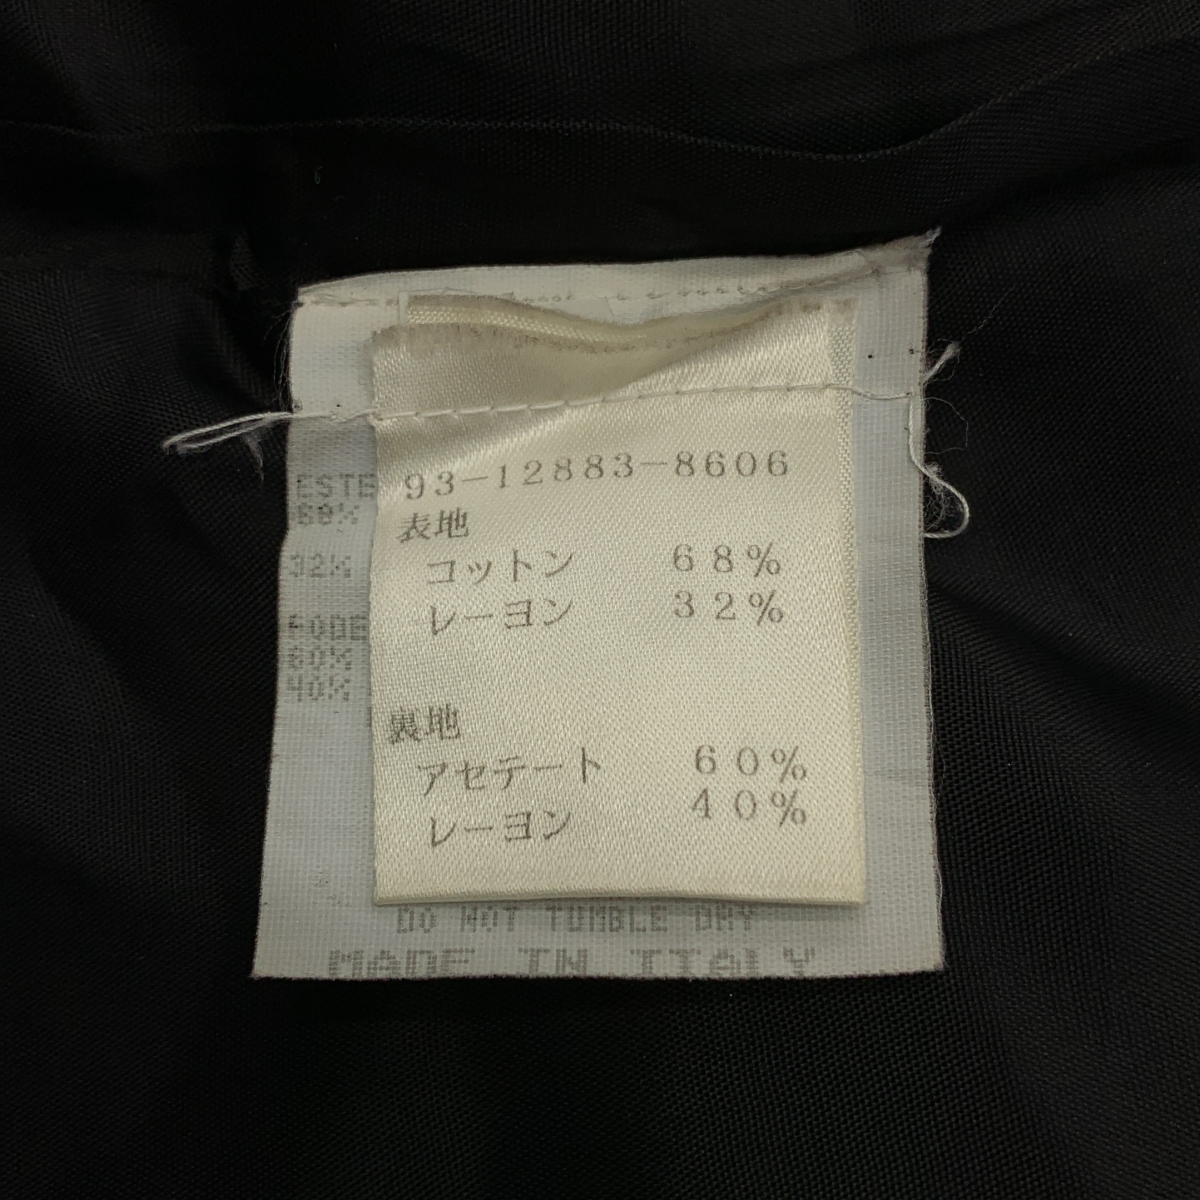 93-12883-8606
表地
コットン 68%
レーヨン 32%
裏地
アセテート 60%
レーヨン 40%
ESTE
68%
32%
FODE
60%
40%
DO NOT TUMBLE DRY
MADE IN ITALY